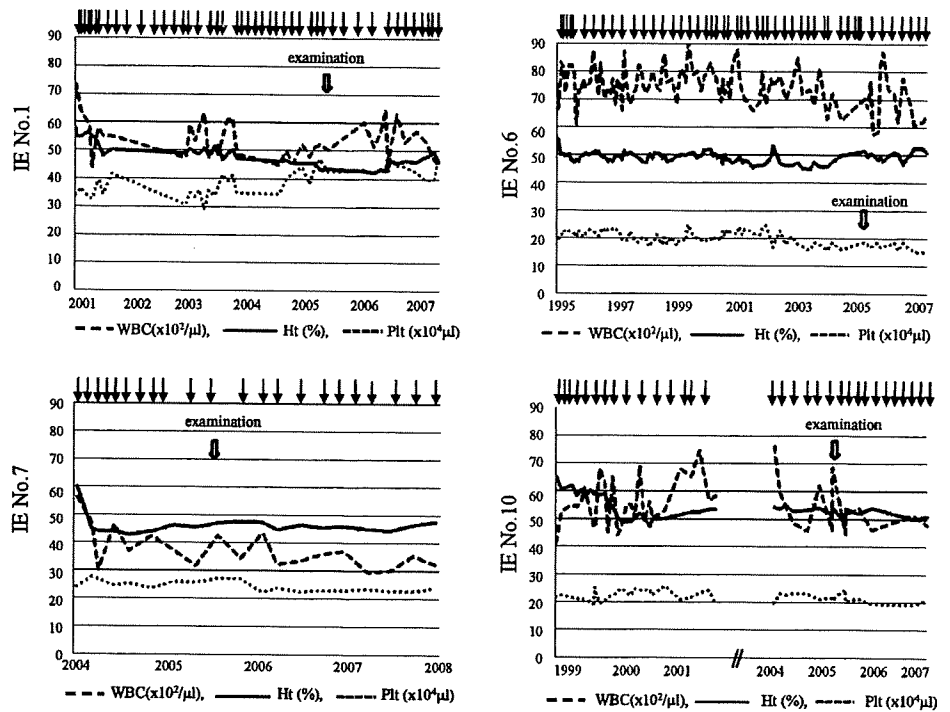 IE No.1
90
80
70
60
50
40
30
20
10
0
examination
2001 2002 2003 2004 2005 2006 2007
WBC(x10²/μl), Ht (%), Plt (x10⁴μl)
IE No.6
90
80
70
60
50
40
30
20
10
0
examination
1995 1997 1999 2001 2003 2005 2007
WBC(x10²/μl), Ht (%), Plt (x10⁴μl)
IE No.7
90
80
70
60
50
40
30
20
10
0
examination
2004 2005 2006 2007 2008
WBC(x10²/μl), Ht (%), Plt (x10⁴μl)
IE No.10
90
80
70
60
50
40
30
20
10
0
examination
1999 2000 2001 // 2004 2005 2006 2007
WBC(x10²/μl), Ht (%), Plt (x10⁴μl)